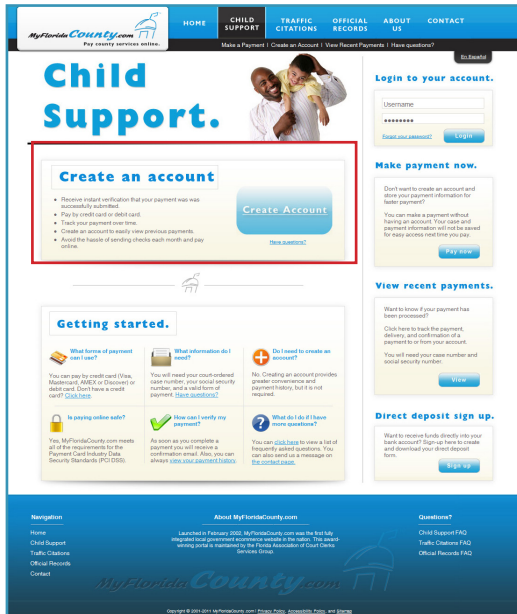 MyFloridaCounty.com
Pay county services online.
HOME
CHILD SUPPORT
TRAFFIC CITATIONS
OFFICIAL RECORDS
ABOUT US
CONTACT
Make a Payment | Create an Account | View Recent Payments | Have questions?
En Español
Child
Support.
Login to your account.
Username
••••••••
Forgot your password?
Login
Create an account
• Receive instant verification that your payment was was
successfully submitted.
• Pay by credit card or debit card.
• Track your payment over time.
• Create an account to easily view previous payments.
• Avoid the hassle of sending checks each month and pay
online.
Create Account
Have questions?
Make payment now.
Don't want to create an account and
store your payment information for
faster payment?
You can make a payment without
having an account. Your case and
payment information will not be saved
for easy access next time you pay.
Pay now
View recent payments.
Want to know if your payment has
been processed?
Click here to track the payment,
delivery, and confirmation of a
payment to or from your account.
You will need your case number and
social security number.
View
Getting started.
What forms of payment
can I use?
You can pay by credit card (Visa,
Mastercard, AMEX or Discover) or
debit card. Don't have a credit
card? Click here.
What information do I
need?
You will need your court-ordered
case number, your social security
number, and a valid form of
payment. Have questions?
Do I need to create an
account?
No. Creating an account provides
greater convenience and
payment history, but it is not
required.
Is paying online safe?
Yes, MyFloridaCounty.com meets
all of the requirements for the
Payment Card Industry Data
Security Standards (PCI DSS).
How can I verify my
payment?
As soon as you complete a
payment you will receive a
confirmation email. Also, you can
always view your payment history.
What do I do if I have
more questions?
You can click here to view a list of
frequently asked questions. You
can also send us a message on
the contact page.
Direct deposit sign up.
Want to receive funds directly into your
bank account? Sign-up here to create
and download your direct deposit
form.
Sign up
Navigation
Home
Child Support
Traffic Citations
Official Records
Contact
About MyFloridaCounty.com
Launched in February 2002, MyFloridaCounty.com was the first fully
integrated local government ecommerce website in the nation. This award-
winning portal is maintained by the Florida Association of Court Clerks
Services Group.
Questions?
Child Support FAQ
Traffic Citations FAQ
Official Records FAQ
MyFlorida County.com
Copyright © 2001-2011 MyFloridaCounty.com | Privacy Policy, Accessibility Policy, and Sitemap